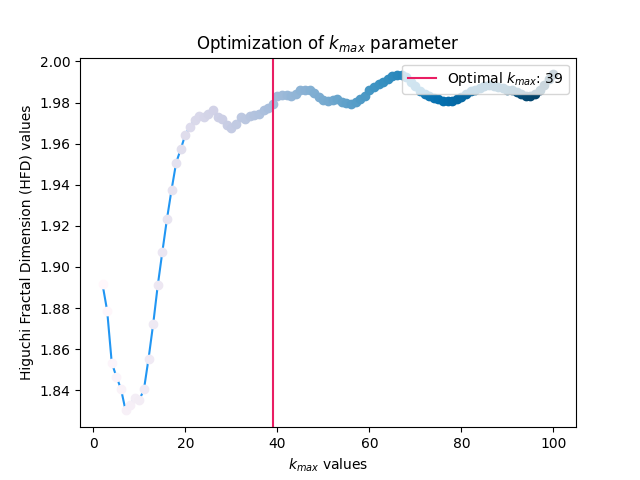 Optimization of k_max parameter
Optimal k_max: 39
Higuchi Fractal Dimension (HFD) values
2.00
1.98
1.96
1.94
1.92
1.90
1.88
1.86
1.84
0 20 40 60 80 100
k_max values